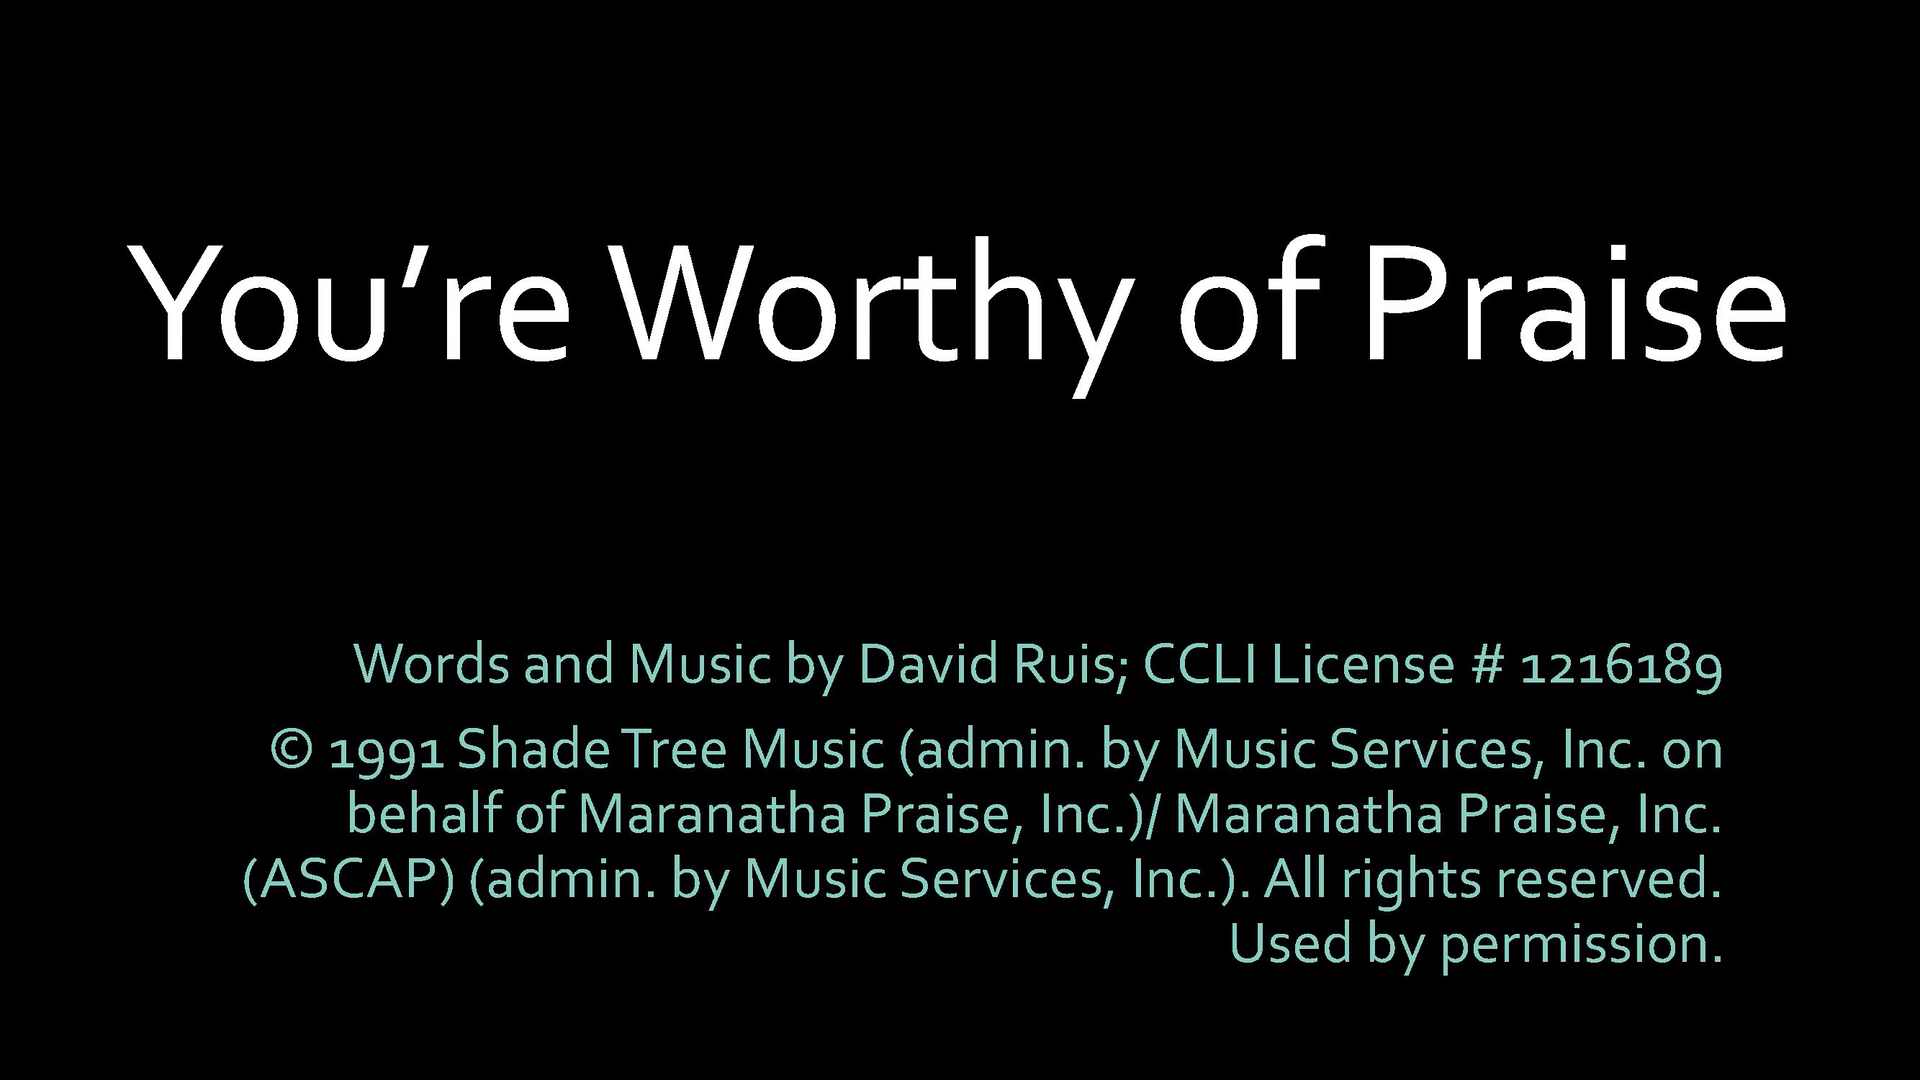 You’re Worthy of Praise
Words and Music by David Ruis; CCLI License # 1216189
© 1991 Shade Tree Music (admin. by Music Services, Inc. on
behalf of Maranatha Praise, Inc.)/ Maranatha Praise, Inc.
(ASCAP) (admin. by Music Services, Inc.). All rights reserved.
Used by permission.